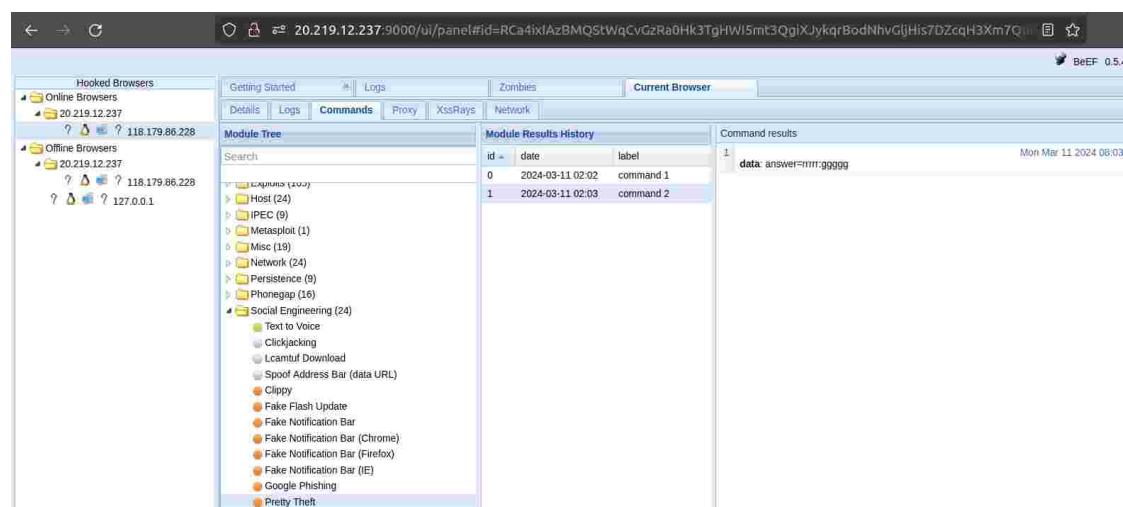 20.219.12.237:9000/ui/panel#id=RCa4ixIAzBMQStWqCvGzRa0Hk3TgHWI5mt3QgiXJykqrBodNhvGljHis7DZcqH3Xm7Q
BeEF 0.5.4
Hooked Browsers
Online Browsers
20.219.12.237
? ? 118.179.86.228
Offline Browsers
20.219.12.237
? ? 118.179.86.228
? ? 127.0.0.1
Getting Started Logs Zombies Current Browser
Details Logs Commands Proxy XssRays Network
Module Tree
Search
Exploits (105)
Host (24)
IPEC (9)
Metasploit (1)
Misc (19)
Network (24)
Persistence (9)
Phonegap (16)
Social Engineering (24)
Text to Voice
Clickjacking
Lcamtuf Download
Spoof Address Bar (data URL)
Clippy
Fake Flash Update
Fake Notification Bar
Fake Notification Bar (Chrome)
Fake Notification Bar (Firefox)
Fake Notification Bar (IE)
Google Phishing
Pretty Theft
Module Results History
id date label
0 2024-03-11 02:02 command 1
1 2024-03-11 02:03 command 2
Command results
1 Mon Mar 11 2024 08:03
data: